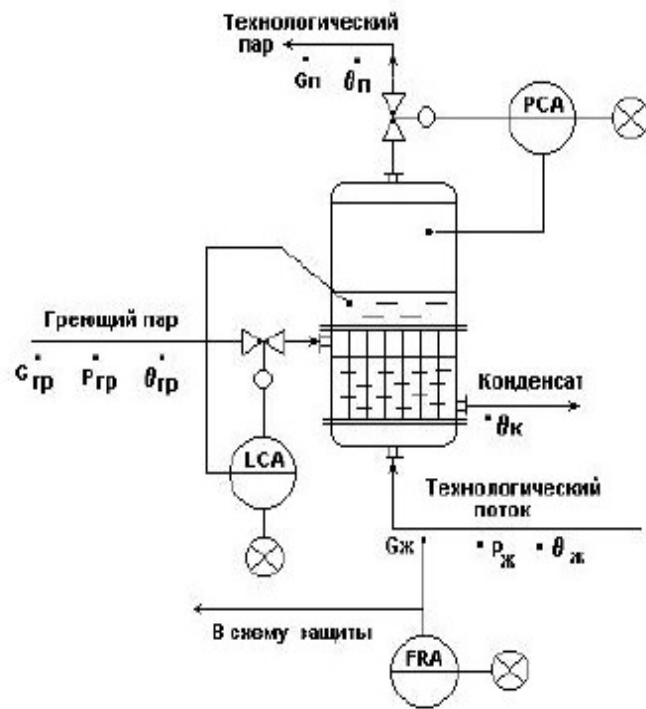 Технологический
пар
Gп θп
PCA
Греющий пар
Gгр Pгр θгр
Конденсат
θк
LCA
Технологический
поток
Gж Pж θж
В схему защиты
FRA